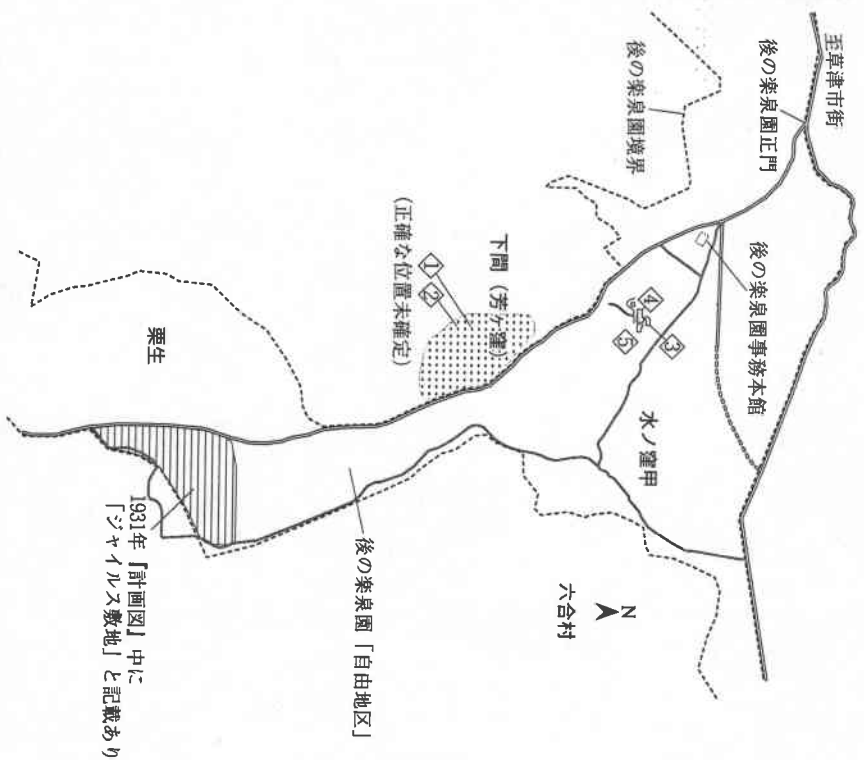 至草津市街
後の楽泉園正門
後の楽泉園境界
後の楽泉園事務本館
④
③
⑤
下間（芳ケ窪）
①
②
（正確な位置未確定）
水ノ窪甲
N
六合村
栗生
後の楽泉園「自由地区」
1931年『計画図』中に
「ジャイルス敷地」と記載あり